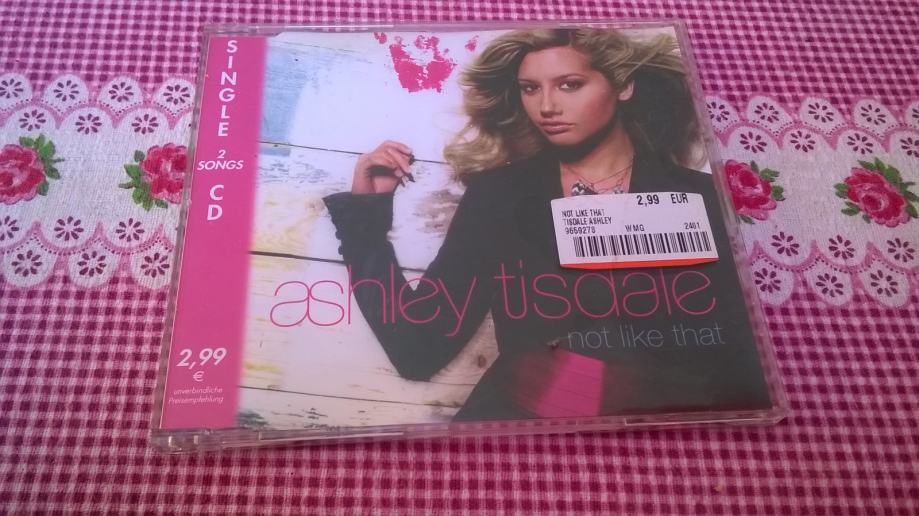 SINGLE
2
SONGS
CD
2,99
€
unverbindliche
Preisempfehlung
2,99 EUR
NOT LIKE THAT
TISDALE ASHLEY
9659278 WMG 2401
ashley tisdale
not like that